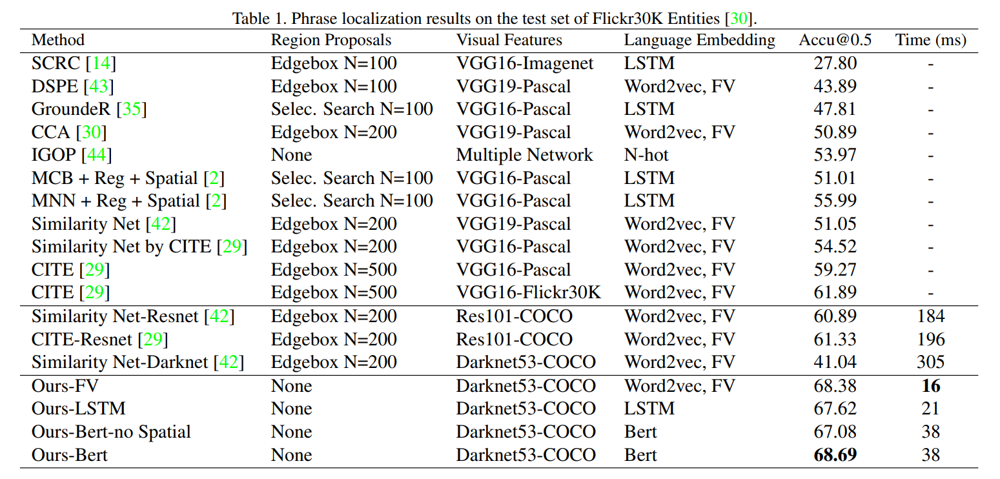 Table 1. Phrase localization results on the test set of Flickr30K Entities [30].
Method Region Proposals Visual Features Language Embedding Accu@0.5 Time (ms)
SCRC [14] Edgebox N=100 VGG16-Imagenet LSTM 27.80 -
DSPE [43] Edgebox N=100 VGG19-Pascal Word2vec, FV 43.89 -
GroundeR [35] Selec. Search N=100 VGG16-Pascal LSTM 47.81 -
CCA [30] Edgebox N=200 VGG19-Pascal Word2vec, FV 50.89 -
IGOP [44] None Multiple Network N-hot 53.97 -
MCB + Reg + Spatial [2] Selec. Search N=100 VGG16-Pascal LSTM 51.01 -
MNN + Reg + Spatial [2] Selec. Search N=100 VGG16-Pascal LSTM 55.99 -
Similarity Net [42] Edgebox N=200 VGG19-Pascal Word2vec, FV 51.05 -
Similarity Net by CITE [29] Edgebox N=200 VGG16-Pascal Word2vec, FV 54.52 -
CITE [29] Edgebox N=500 VGG16-Pascal Word2vec, FV 59.27 -
CITE [29] Edgebox N=500 VGG16-Flickr30K Word2vec, FV 61.89 -
Similarity Net-Resnet [42] Edgebox N=200 Res101-COCO Word2vec, FV 60.89 184
CITE-Resnet [29] Edgebox N=200 Res101-COCO Word2vec, FV 61.33 196
Similarity Net-Darknet [42] Edgebox N=200 Darknet53-COCO Word2vec, FV 41.04 305
Ours-FV None Darknet53-COCO Word2vec, FV 68.38 16
Ours-LSTM None Darknet53-COCO LSTM 67.62 21
Ours-Bert-no Spatial None Darknet53-COCO Bert 67.08 38
Ours-Bert None Darknet53-COCO Bert 68.69 38